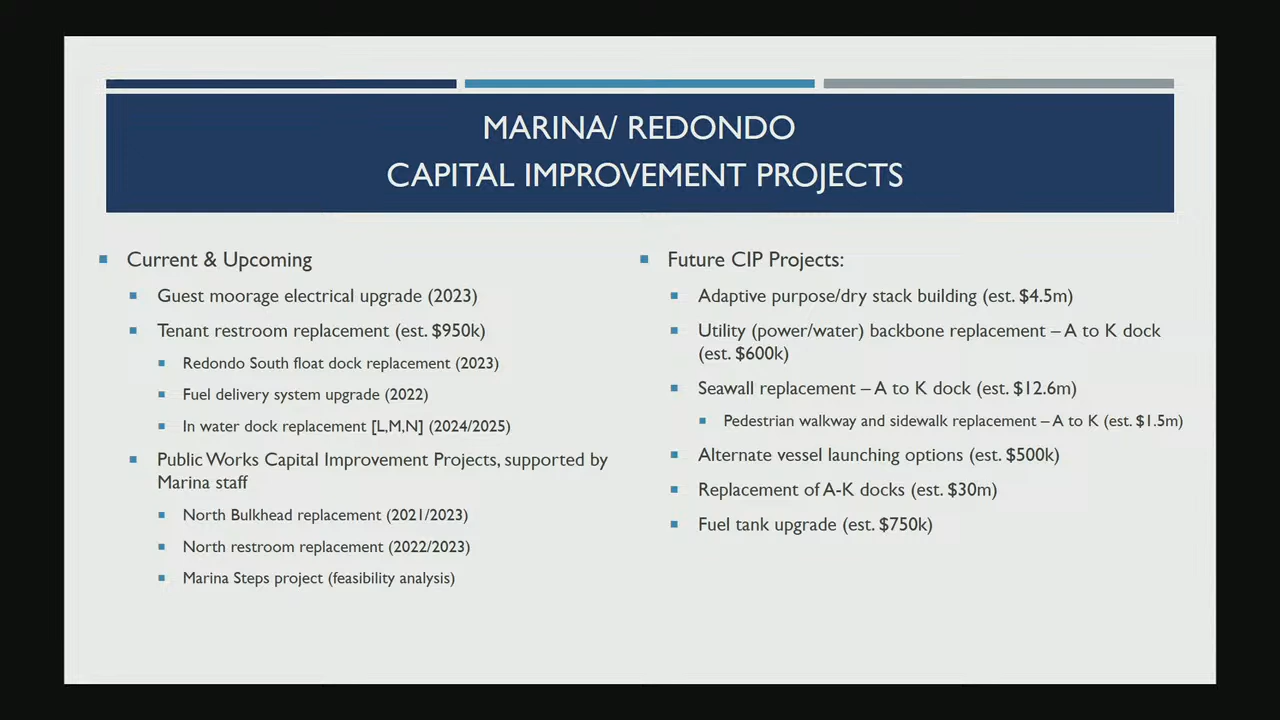 MARINA/ REDONDO
CAPITAL IMPROVEMENT PROJECTS
Current & Upcoming
Guest moorage electrical upgrade (2023)
Tenant restroom replacement (est. $950k)
Redondo South float dock replacement (2023)
Fuel delivery system upgrade (2022)
In water dock replacement [L,M,N] (2024/2025)
Public Works Capital Improvement Projects, supported by
Marina staff
North Bulkhead replacement (2021/2023)
North restroom replacement (2022/2023)
Marina Steps project (feasibility analysis)
Future CIP Projects:
Adaptive purpose/dry stack building (est. $4.5m)
Utility (power/water) backbone replacement – A to K dock
(est. $600k)
Seawall replacement – A to K dock (est. $12.6m)
Pedestrian walkway and sidewalk replacement – A to K (est. $1.5m)
Alternate vessel launching options (est. $500k)
Replacement of A-K docks (est. $30m)
Fuel tank upgrade (est. $750k)